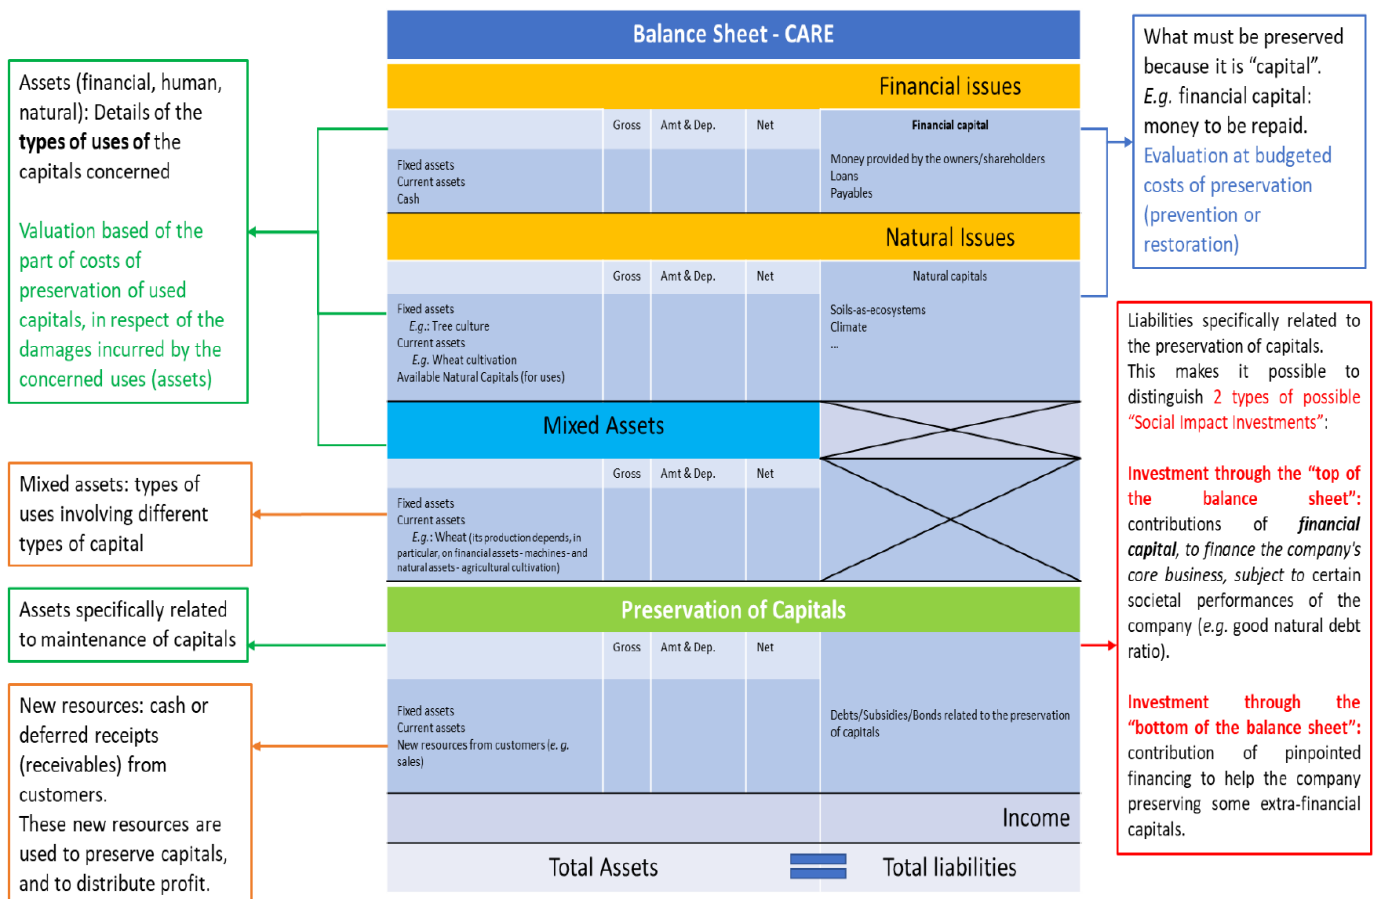 Balance Sheet - CARE
Assets (financial, human,
natural): Details of the
types of uses of the
capitals concerned
Valuation based of the
part of costs of
preservation of used
capitals, in respect of the
damages incurred by the
concerned uses (assets)
Mixed assets: types of
uses involving different
types of capital
Assets specifically related
to maintenance of capitals
New resources: cash or
deferred receipts
(receivables) from
customers.
These new resources are
used to preserve capitals,
and to distribute profit.
Financial issues
Gross Amt & Dep. Net Financial capital
Fixed assets
Current assets
Cash
Money provided by the owners/shareholders
Loans
Payables
Natural Issues
Gross Amt & Dep. Net Natural capitals
Fixed assets
E.g.: Tree culture
Current assets
E.g. Wheat cultivation
Available Natural Capitals (for uses)
Soils-as-ecosystems
Climate
...
Mixed Assets
Gross Amt & Dep. Net
Fixed assets
Current assets
E.g.: Wheat (its production depends, in
particular, on financial assets - machines - and
natural assets - agricultural cultivation)
Preservation of Capitals
Gross Amt & Dep. Net
Fixed assets
Current assets
New resources from customers (e. g.
sales)
Debts/Subsidies/Bonds related to the preservation
of capitals
Income
Total Assets = Total liabilities
What must be preserved
because it is “capital”.
E.g. financial capital:
money to be repaid.
Evaluation at budgeted
costs of preservation
(prevention or
restoration)
Liabilities specifically related to
the preservation of capitals.
This makes it possible to
distinguish 2 types of possible
“Social Impact Investments”:
Investment through the “top of
the balance sheet”:
contributions of financial
capital, to finance the company's
core business, subject to certain
societal performances of the
company (e.g. good natural debt
ratio).
Investment through the
“bottom of the balance sheet”:
contribution of pinpointed
financing to help the company
preserving some extra-financial
capitals.